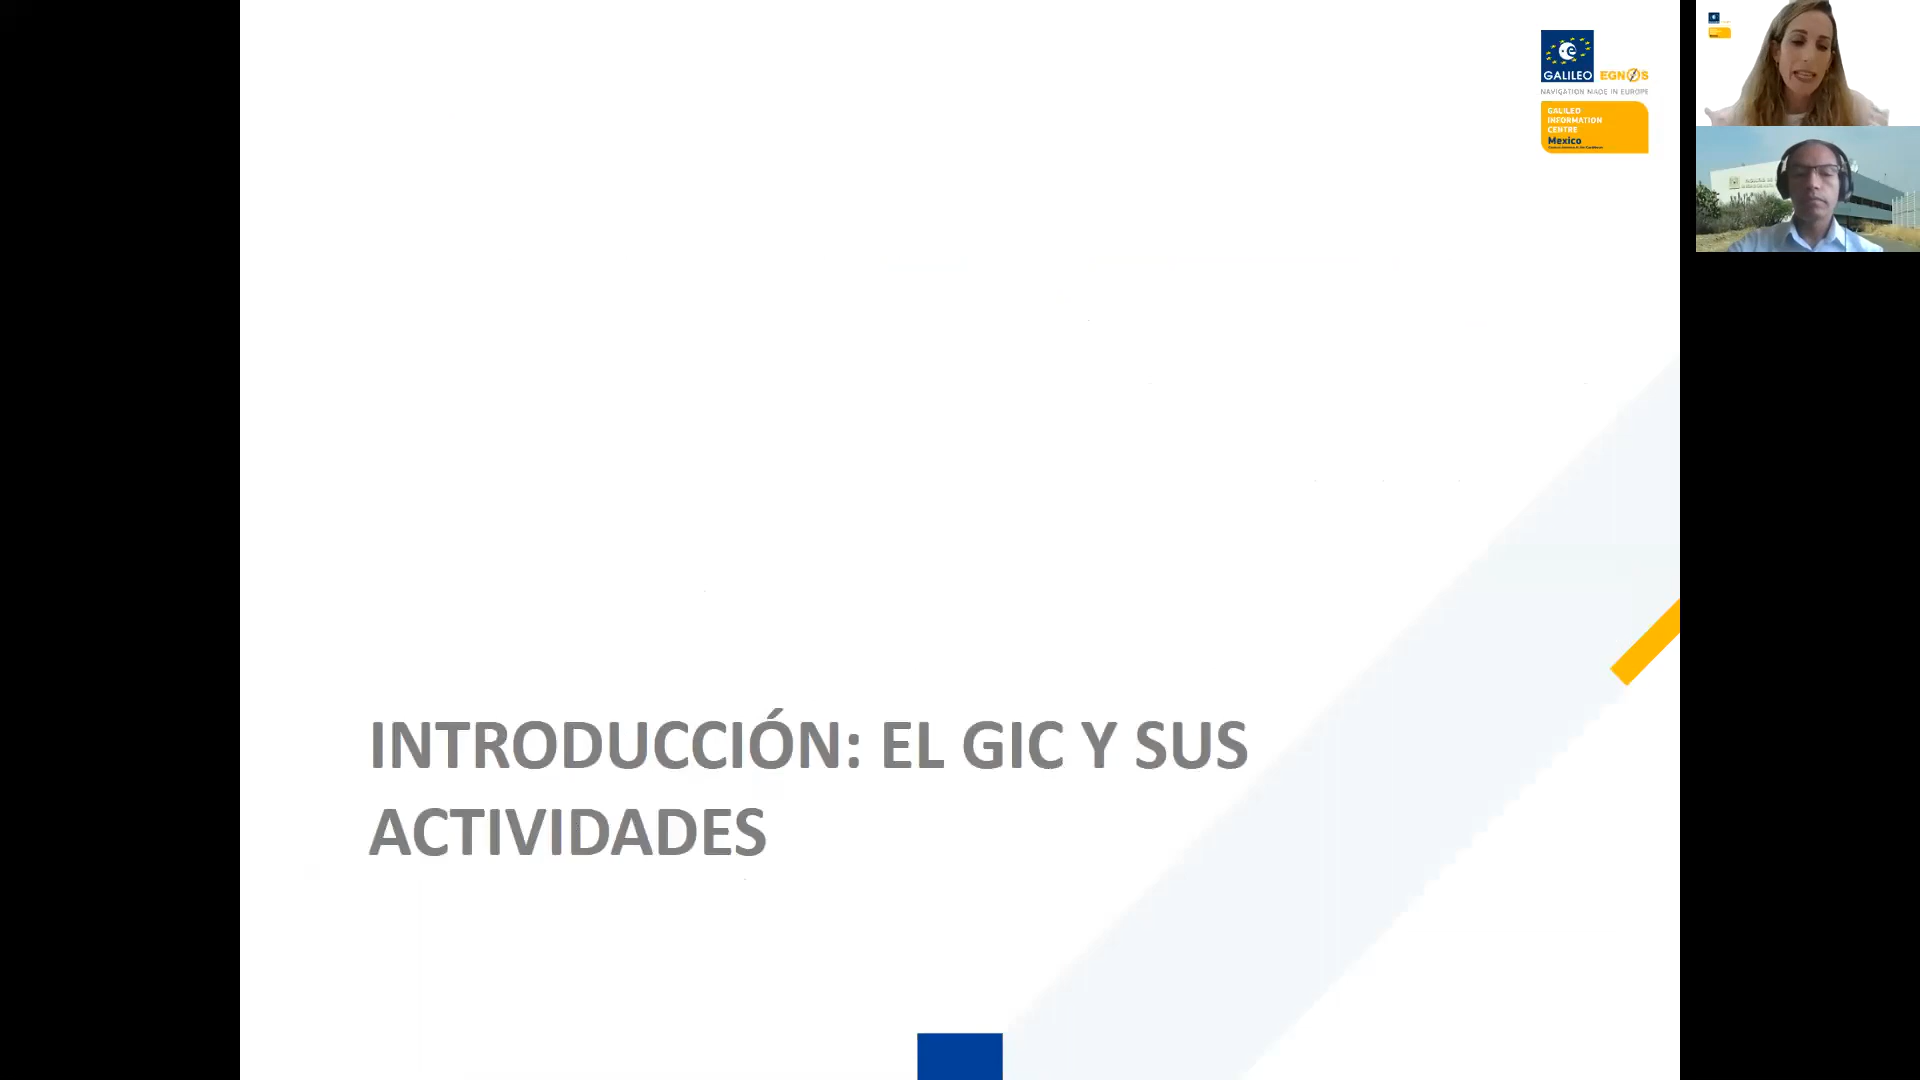 GALILEO EGNOS
NAVIGATION MADE IN EUROPE
GALILEO
INFORMATION
CENTRE
Mexico
INTRODUCCIÓN: EL GIC Y SUS
ACTIVIDADES